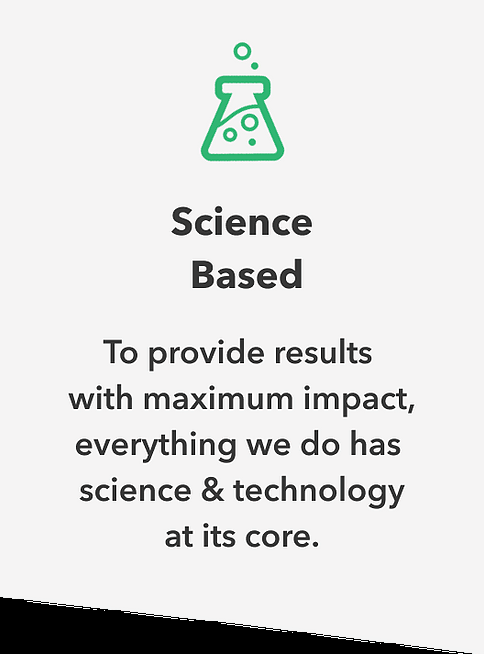 Science
Based
To provide results
with maximum impact,
everything we do has
science & technology
at its core.